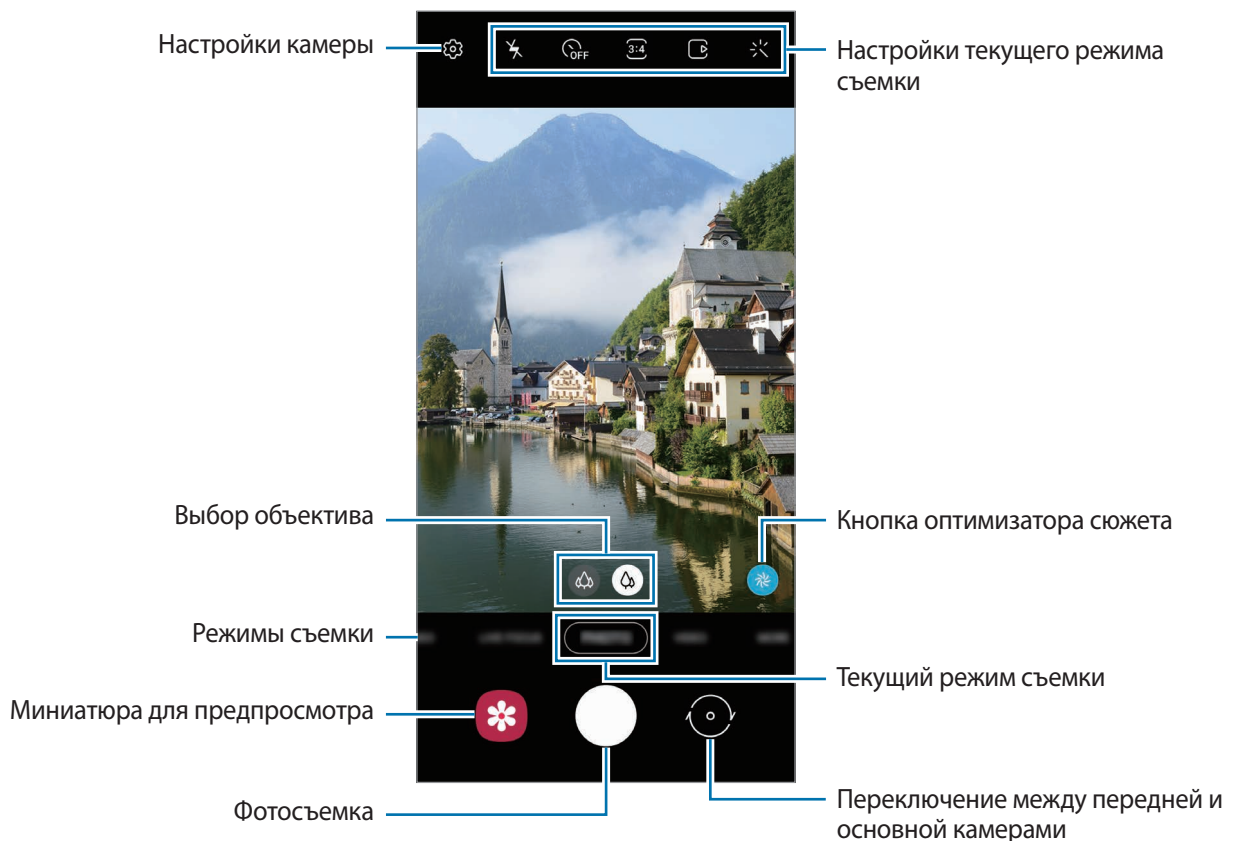 Настройки камеры
OFF
3:4
Настройки текущего режима
съемки
Выбор объектива
Кнопка оптимизатора сюжета
Режимы съемки
Текущий режим съемки
Миниатюра для предпросмотра
Фотосъемка
Переключение между передней и
основной камерами